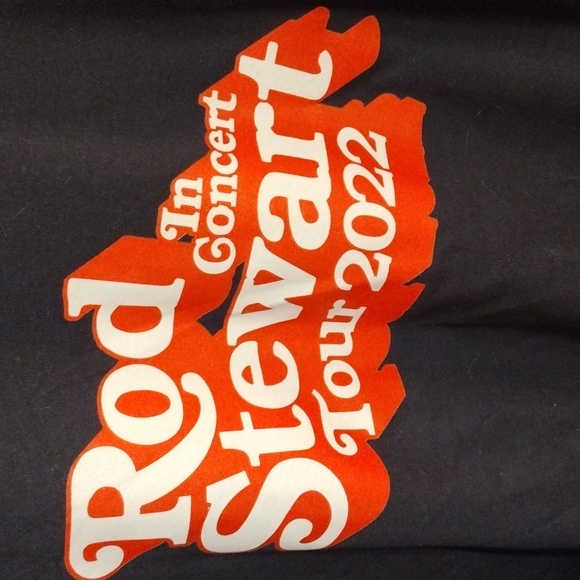 Rod
In
Concert
Stewart
Tour 2022